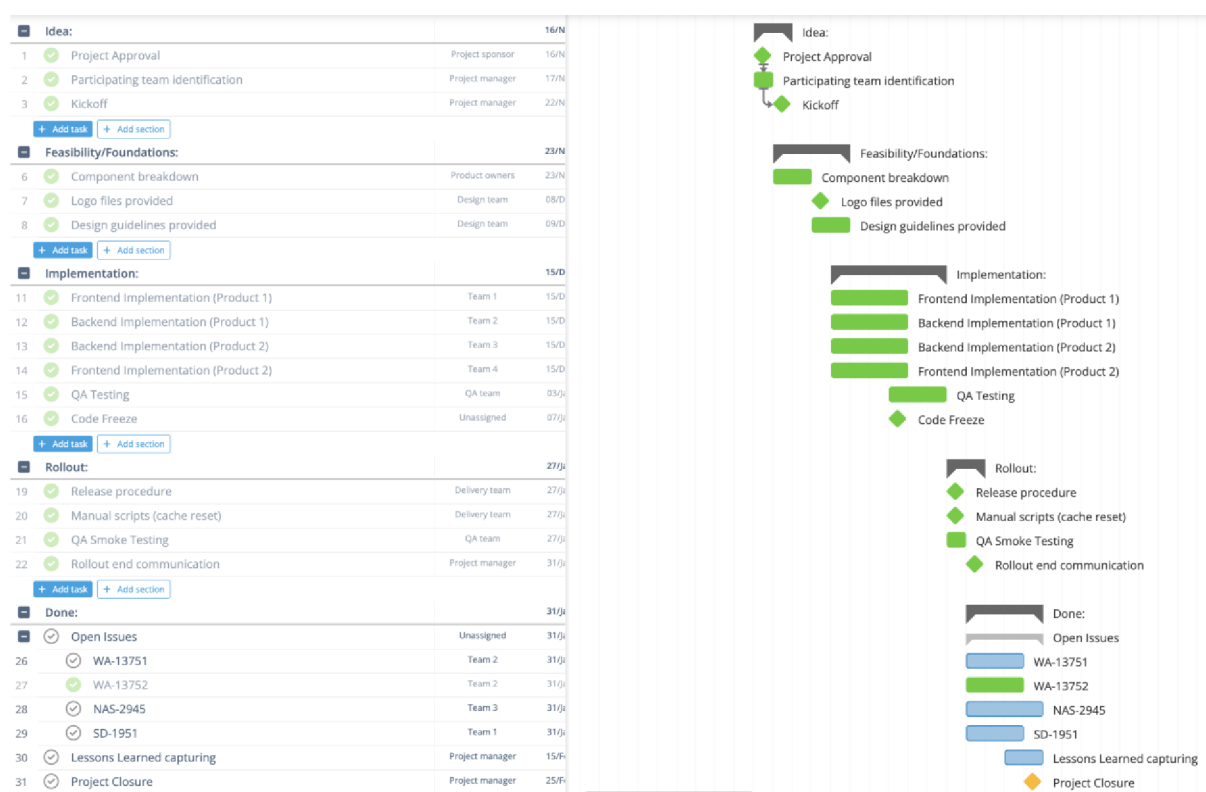 Idea: 16/N
1 Project Approval Project sponsor 16/N
2 Participating team identification Project manager 17/N
3 Kickoff Project manager 22/N
+ Add task + Add section
Feasibility/Foundations: 23/N
6 Component breakdown Product owners 23/N
7 Logo files provided Design team 08/D
8 Design guidelines provided Design team 09/D
+ Add task + Add section
Implementation: 15/D
11 Frontend Implementation (Product 1) Team 1 15/D
12 Backend Implementation (Product 1) Team 2 15/D
13 Backend Implementation (Product 2) Team 3 15/D
14 Frontend Implementation (Product 2) Team 4 15/D
15 QA Testing QA team 03/Ja
16 Code Freeze Unassigned 07/Ja
+ Add task + Add section
Rollout: 27/Ja
19 Release procedure Delivery team 27/Ja
20 Manual scripts (cache reset) Delivery team 27/Ja
21 QA Smoke Testing QA team 27/Ja
22 Rollout end communication Project manager 31/Ja
+ Add task + Add section
Done: 31/Ja
Open Issues Unassigned 31/Ja
26 WA-13751 Team 2 31/Ja
27 WA-13752 Team 2 31/Ja
28 NAS-2945 Team 3 31/Ja
29 SD-1951 Team 1 31/Ja
30 Lessons Learned capturing Project manager 15/Fe
31 Project Closure Project manager 25/Fe
Idea:
Project Approval
Participating team identification
Kickoff
Feasibility/Foundations:
Component breakdown
Logo files provided
Design guidelines provided
Implementation:
Frontend Implementation (Product 1)
Backend Implementation (Product 1)
Backend Implementation (Product 2)
Frontend Implementation (Product 2)
QA Testing
Code Freeze
Rollout:
Release procedure
Manual scripts (cache reset)
QA Smoke Testing
Rollout end communication
Done:
Open Issues
WA-13751
WA-13752
NAS-2945
SD-1951
Lessons Learned capturing
Project Closure